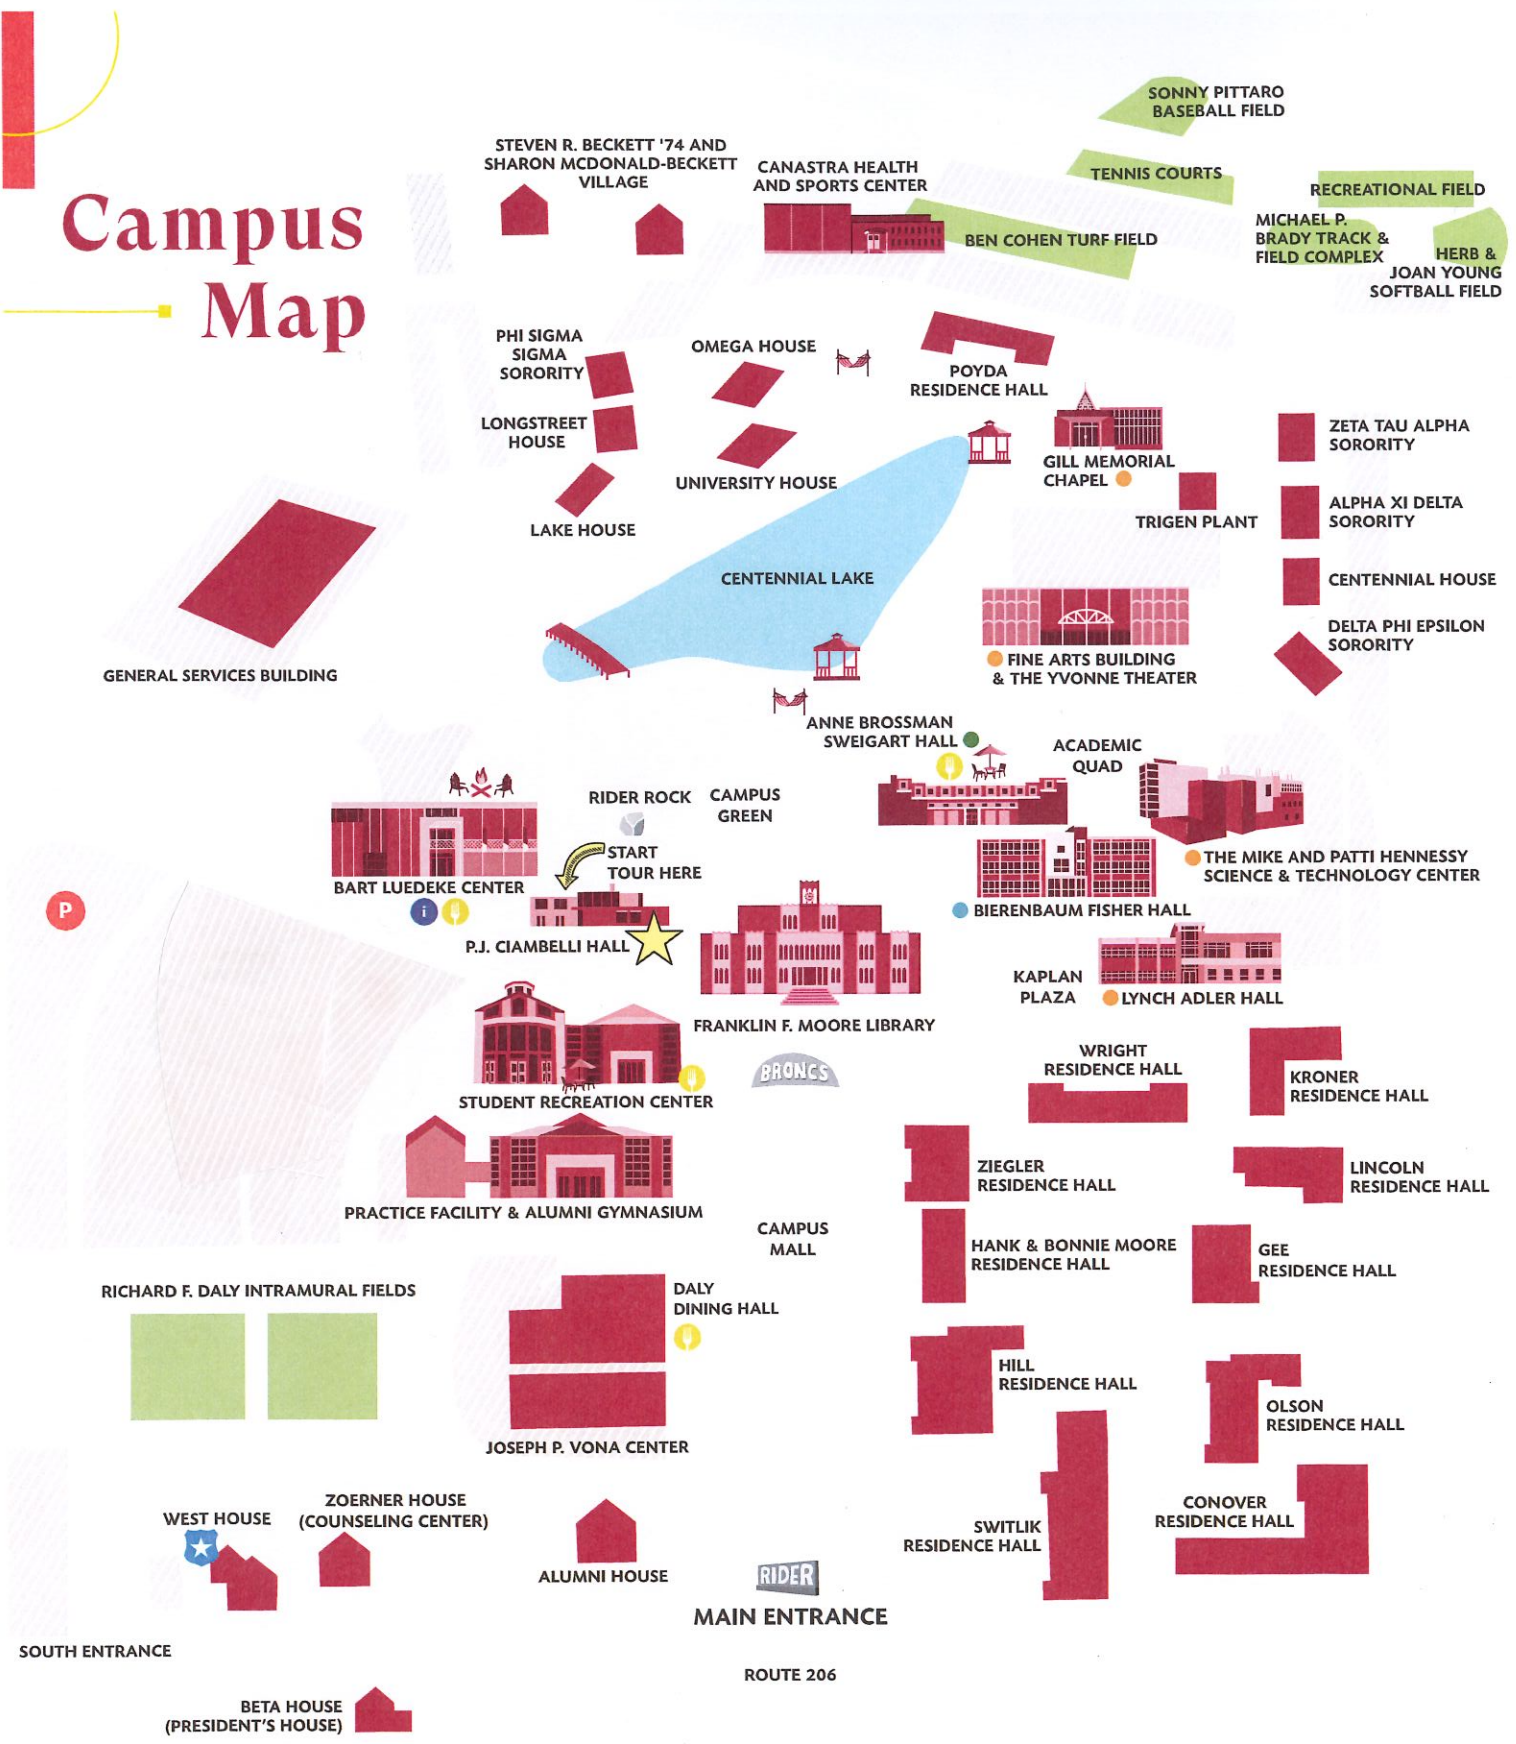 Campus
Map
SONNY PITTARO
BASEBALL FIELD
STEVEN R. BECKETT '74 AND
SHARON MCDONALD-BECKETT
VILLAGE
CANASTRA HEALTH
AND SPORTS CENTER
TENNIS COURTS
RECREATIONAL FIELD
BEN COHEN TURF FIELD
MICHAEL P.
BRADY TRACK &
FIELD COMPLEX
HERB &
JOAN YOUNG
SOFTBALL FIELD
PHI SIGMA
SIGMA
SORORITY
OMEGA HOUSE
POYDA
RESIDENCE HALL
LONGSTREET
HOUSE
UNIVERSITY HOUSE
LAKE HOUSE
GILL MEMORIAL
CHAPEL
TRIGEN PLANT
ZETA TAU ALPHA
SORORITY
ALPHA XI DELTA
SORORITY
CENTENNIAL HOUSE
DELTA PHI EPSILON
SORORITY
CENTENNIAL LAKE
GENERAL SERVICES BUILDING
FINE ARTS BUILDING
& THE YVONNE THEATER
ANNE BROSSMAN
SWEIGART HALL
ACADEMIC
QUAD
RIDER ROCK
CAMPUS
GREEN
START
TOUR HERE
BART LUEDEKE CENTER
i
P
P.J. CIAMBELLI HALL
THE MIKE AND PATTI HENNESSY
SCIENCE & TECHNOLOGY CENTER
BIERENBAUM FISHER HALL
KAPLAN
PLAZA
LYNCH ADLER HALL
FRANKLIN F. MOORE LIBRARY
BRONCS
STUDENT RECREATION CENTER
WRIGHT
RESIDENCE HALL
KRONER
RESIDENCE HALL
ZIEGLER
RESIDENCE HALL
LINCOLN
RESIDENCE HALL
PRACTICE FACILITY & ALUMNI GYMNASIUM
CAMPUS
MALL
HANK & BONNIE MOORE
RESIDENCE HALL
GEE
RESIDENCE HALL
RICHARD F. DALY INTRAMURAL FIELDS
DALY
DINING HALL
HILL
RESIDENCE HALL
OLSON
RESIDENCE HALL
JOSEPH P. VONA CENTER
WEST HOUSE
ZOERNER HOUSE
(COUNSELING CENTER)
SWITLIK
RESIDENCE HALL
CONOVER
RESIDENCE HALL
ALUMNI HOUSE
RIDER
MAIN ENTRANCE
SOUTH ENTRANCE
ROUTE 206
BETA HOUSE
(PRESIDENT'S HOUSE)